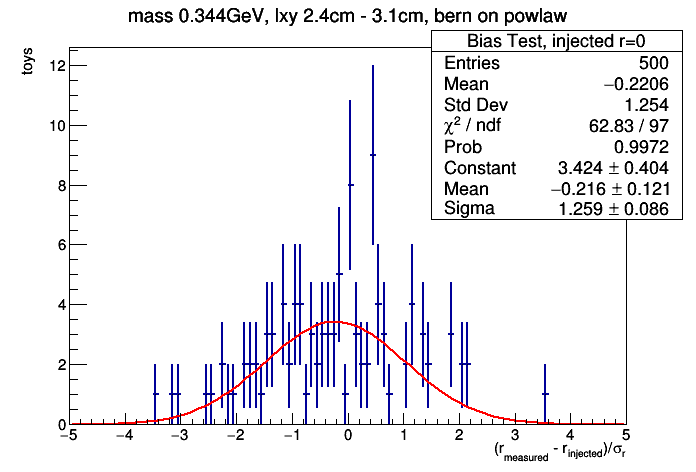 mass 0.344GeV, lxy 2.4cm - 3.1cm, bern on powlaw
toys
Bias Test, injected r=0
Entries 500
Mean −0.2206
Std Dev 1.254
χ² / ndf 62.83 / 97
Prob 0.9972
Constant 3.424 ± 0.404
Mean −0.216 ± 0.121
Sigma 1.259 ± 0.086
12
10
8
6
4
2
0
−5 −4 −3 −2 −1 0 1 2 3 4 5
(r_measured - r_injected)/σ_r